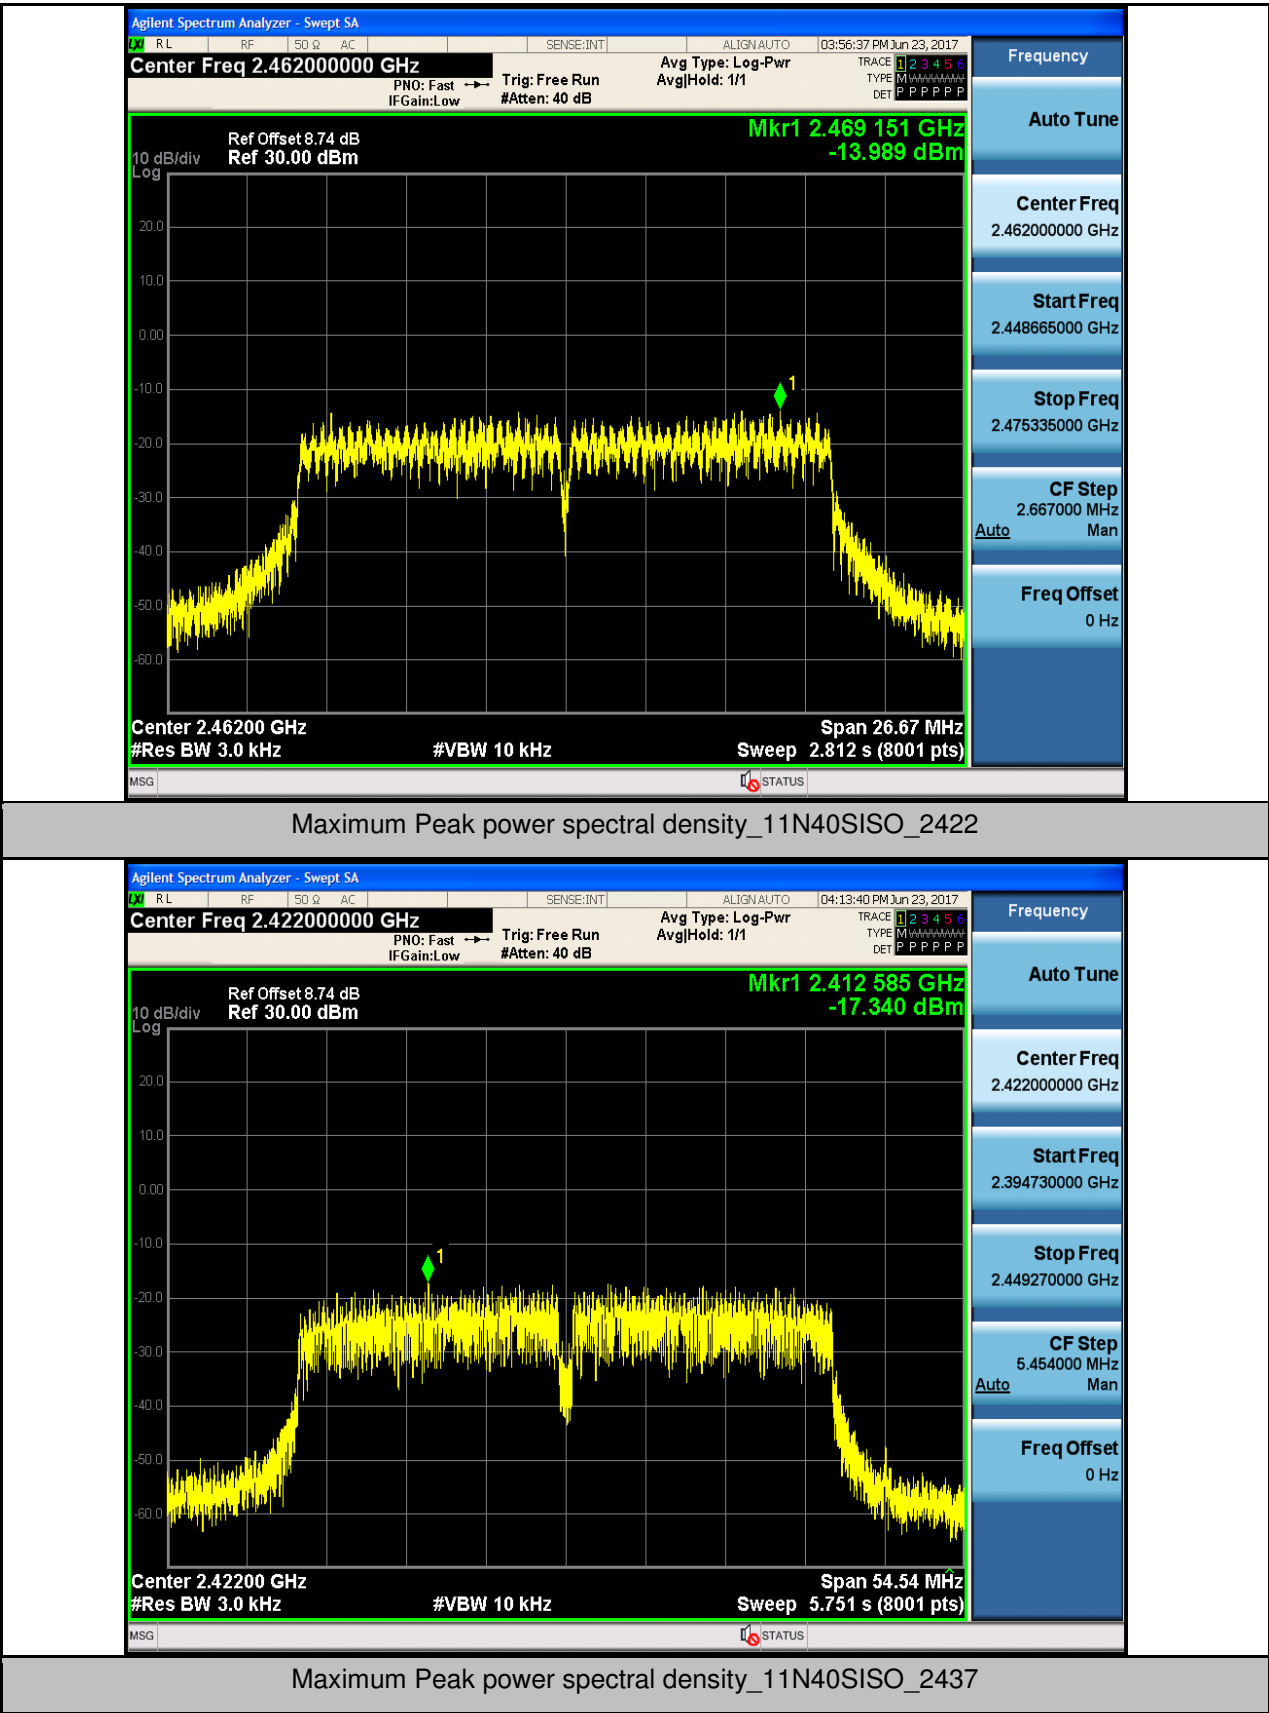 Agilent Spectrum Analyzer - Swept SA
LXI RL RF 50 Ω AC SENSE:INT ALIGN AUTO 03:56:37 PM Jun 23, 2017
Center Freq 2.462000000 GHz
PNO: Fast
IFGain:Low
Trig: Free Run
#Atten: 40 dB
Avg Type: Log-Pwr
Avg|Hold: 1/1
TRACE 1 2 3 4 5 6
TYPE M
DET P P P P P P
Frequency
Auto Tune
Mkr1 2.469 151 GHz
-13.989 dBm
Ref Offset 8.74 dB
10 dB/div Ref 30.00 dBm
Log
20.0
10.0
0.00
-10.0
-20.0
-30.0
-40.0
-50.0
-60.0
1
Center Freq
2.462000000 GHz
Start Freq
2.448665000 GHz
Stop Freq
2.475335000 GHz
CF Step
2.667000 MHz
Auto Man
Freq Offset
0 Hz
Center 2.46200 GHz Span 26.67 MHz
#Res BW 3.0 kHz #VBW 10 kHz Sweep 2.812 s (8001 pts)
MSG STATUS
Maximum Peak power spectral density_11N40SISO_2422
Agilent Spectrum Analyzer - Swept SA
LXI RL RF 50 Ω AC SENSE:INT ALIGN AUTO 04:13:40 PM Jun 23, 2017
Center Freq 2.422000000 GHz
PNO: Fast
IFGain:Low
Trig: Free Run
#Atten: 40 dB
Avg Type: Log-Pwr
Avg|Hold: 1/1
TRACE 1 2 3 4 5 6
TYPE M
DET P P P P P P
Frequency
Auto Tune
Mkr1 2.412 585 GHz
-17.340 dBm
Ref Offset 8.74 dB
10 dB/div Ref 30.00 dBm
Log
20.0
10.0
0.00
-10.0
-20.0
-30.0
-40.0
-50.0
-60.0
1
Center Freq
2.422000000 GHz
Start Freq
2.394730000 GHz
Stop Freq
2.449270000 GHz
CF Step
5.454000 MHz
Auto Man
Freq Offset
0 Hz
Center 2.42200 GHz Span 54.54 MHz
#Res BW 3.0 kHz #VBW 10 kHz Sweep 5.751 s (8001 pts)
MSG STATUS
Maximum Peak power spectral density_11N40SISO_2437